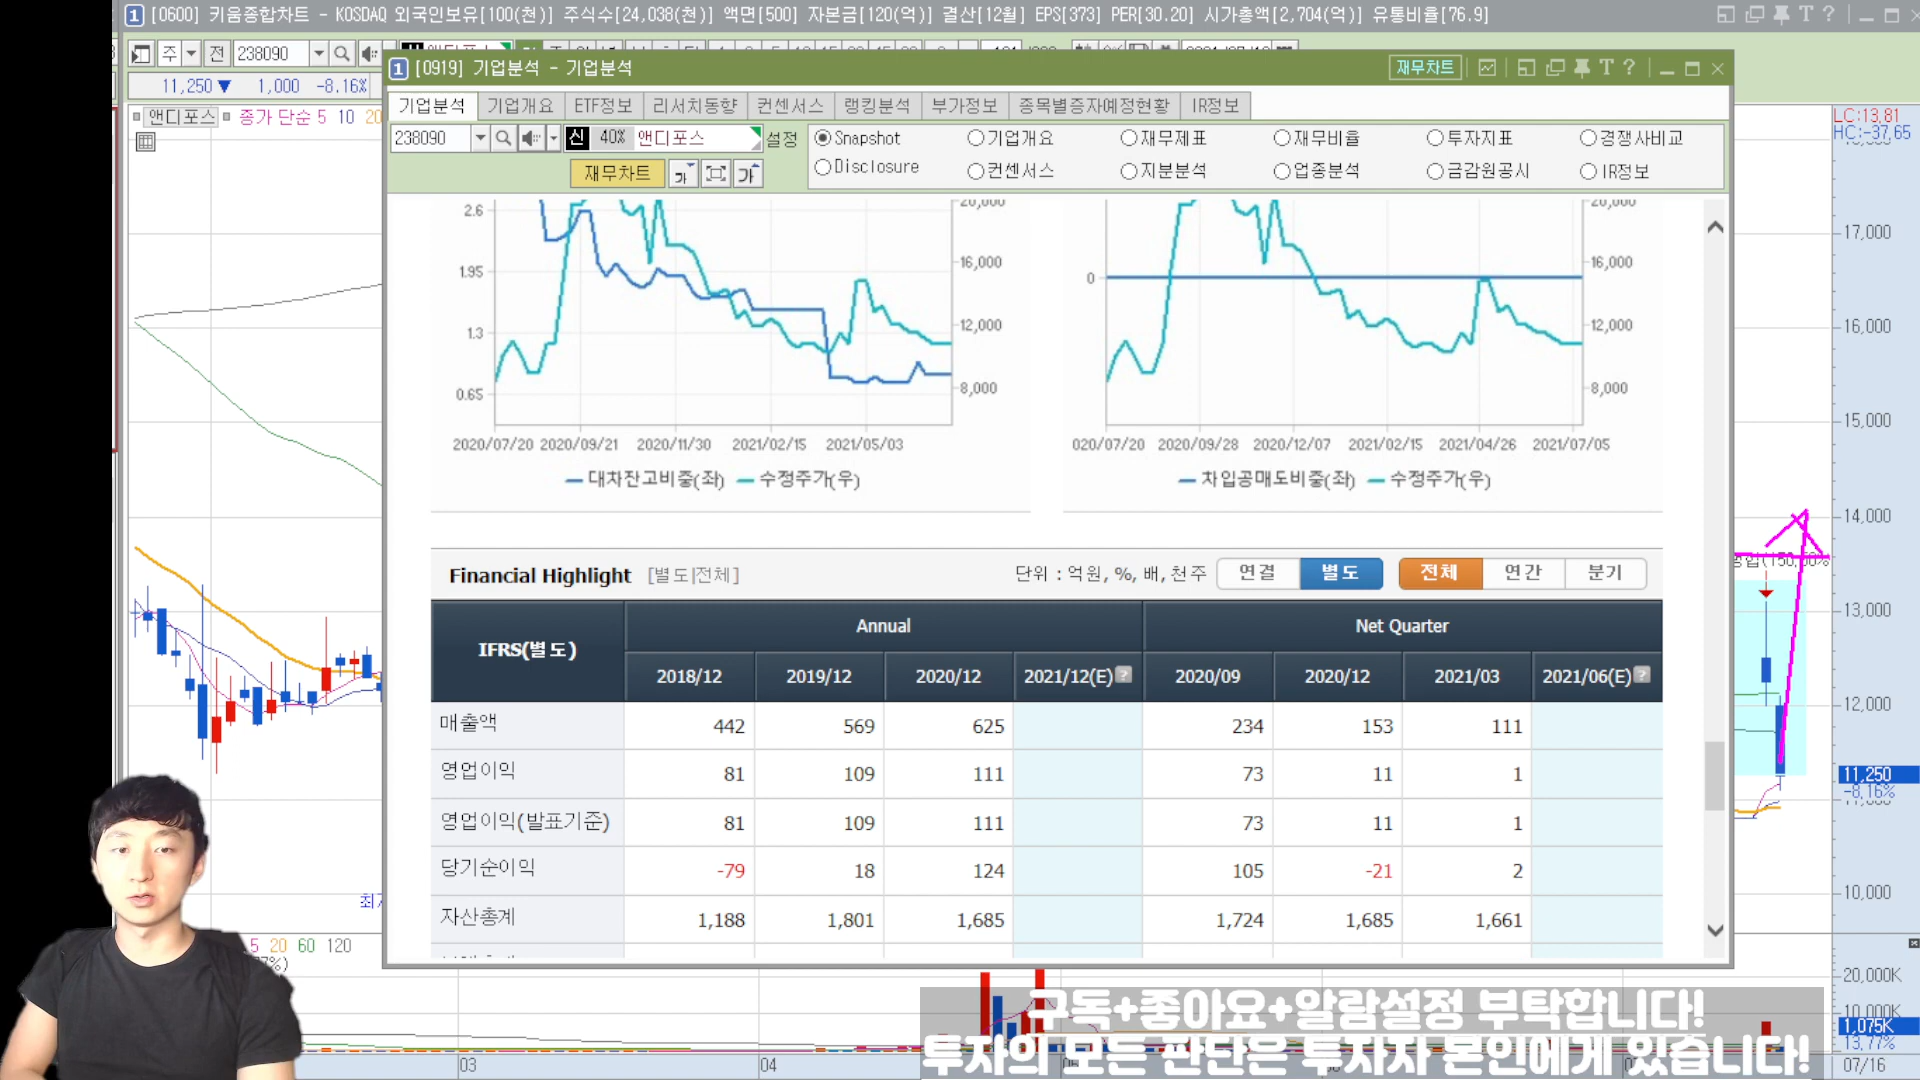 1 [0600] 키움종합차트 - KOSDAQ 외국인보유[100(천)] 주식수[24,038(천)] 액면[500] 자본금[120(억)] 결산[12월] EPS[373] PER[30.20] 시가총액[2,704(억)] 유통비율[76.9]
주 전 238090
11,250▼ 1,000 -8.16%
앤디포스 종가 단순 5 10 20
1 [0919] 기업분석 - 기업분석 재무차트
기업분석 기업개요 ETF정보 리서치동향 컨센서스 랭킹분석 부가정보 종목별증자예정현황 IR정보
238090 신 40% 앤디포스 설정
재무차트 가 가
Snapshot 기업개요 재무제표 재무비율 투자지표 경쟁사비교
Disclosure 컨센서스 지분분석 업종분석 금감원공시 IR정보
2.6 1.95 1.3 0.65
20,000 16,000 12,000 8,000
2020/07/20 2020/09/21 2020/11/30 2021/02/15 2021/05/03
대차잔고비중(좌) 수정주가(우)
0
20,000 16,000 12,000 8,000
020/07/20 2020/09/28 2020/12/07 2021/02/15 2021/04/26 2021/07/05
차입공매도비중(좌) 수정주가(우)
Financial Highlight [별도|전체] 단위 : 억원, %, 배, 천주 연결 별도 전체 연간 분기
IFRS(별도) Annual Net Quarter
2018/12 2019/12 2020/12 2021/12(E) 2020/09 2020/12 2021/03 2021/06(E)
매출액 442 569 625 234 153 111
영업이익 81 109 111 73 11 1
영업이익(발표기준) 81 109 111 73 11 1
당기순이익 -79 18 124 105 -21 2
자산총계 1,188 1,801 1,685 1,724 1,685 1,661
LC:13.81
HC:-37.65
17,000
16,000
15,000
14,000
13,000
12,000
11,250
-8.16%
10,000
5 20 60 120
20,000K
10,000K
1,075K
13.77%
03 04 07/16
구독+좋아요+알람설정 부탁합니다!
투자의 모든 판단은 투자자 본인에게 있습니다!